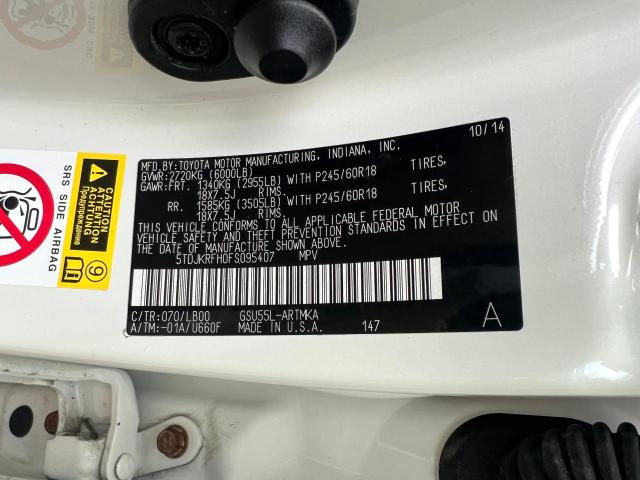 MFD. BY: TOYOTA MOTOR MANUFACTURING, INDIANA, INC. 10/14
GVWR: 2720KG (6000LB)
GAWR: FRT. 1340KG (2955LB) WITH P245/60R18 TIRES,
18X7.5J RIMS,
RR. 1585KG (3505LB) WITH P245/60R18 TIRES,
18X7.5J RIMS.
THIS VEHICLE CONFORMS TO ALL APPLICABLE FEDERAL MOTOR
VEHICLE SAFETY AND THEFT PREVENTION STANDARDS IN EFFECT ON
THE DATE OF MANUFACTURE SHOWN ABOVE.
5TDJKRFH0FS095407 MPV
C/TR: 070/LB00 GSU55L-ARTMKA
A/TM: -01A/U660F MADE IN U.S.A. 147 A
SRS SIDE AIRBAG
CAUTION
ATTENTION
ACHTUNG
Предупреждение
9